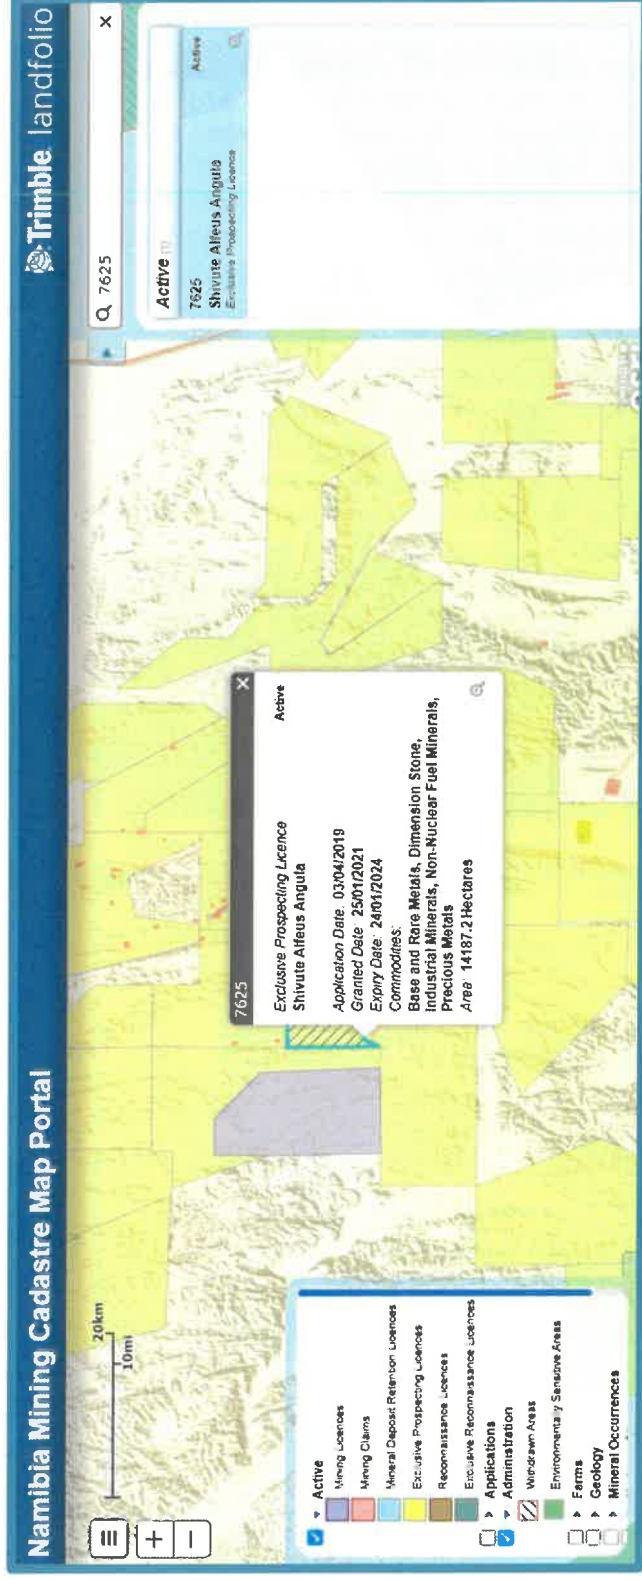 Namibia Mining Cadastre Map Portal
Trimble landfolio
20km
10mi
7625
Active (1)
7625
Active
Shivute Alfeus Angula
Exclusive Prospecting Licence
7625
Exclusive Prospecting Licence
Active
Shivute Alfeus Angula
Application Date: 03/04/2019
Granted Date: 25/01/2021
Expiry Date: 24/01/2024
Commodities:
Base and Rare Metals, Dimension Stone,
Industrial Minerals, Non-Nuclear Fuel Minerals,
Precious Metals
Area: 14187.2 Hectares
Active
Mining Licences
Mining Claims
Mineral Deposit Retention Licences
Exclusive Prospecting Licences
Reconnaissance Licences
Exclusive Reconnaissance Licences
Applications
Administration
Withdrawn Areas
Environmentally Sensitive Areas
Farms
Geology
Mineral Occurrences